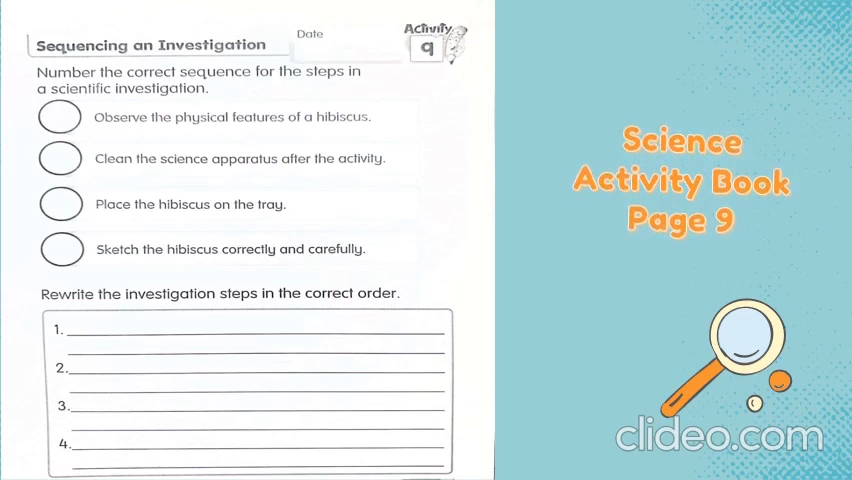 Sequencing an Investigation
Date
Activity
9
Number the correct sequence for the steps in
a scientific investigation.
Observe the physical features of a hibiscus.
Clean the science apparatus after the activity.
Place the hibiscus on the tray.
Sketch the hibiscus correctly and carefully.
Rewrite the investigation steps in the correct order.
1.
2.
3.
4.
Science
Activity Book
Page 9
clideo.com